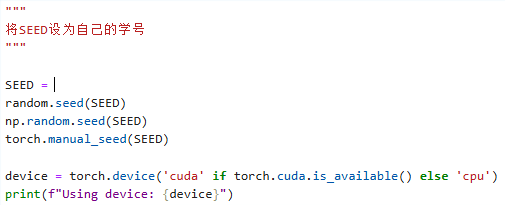 """
将SEED设为自己的学号
"""
SEED =
random.seed(SEED)
np.random.seed(SEED)
torch.manual_seed(SEED)
device = torch.device('cuda' if torch.cuda.is_available() else 'cpu')
print(f"Using device: {device}")